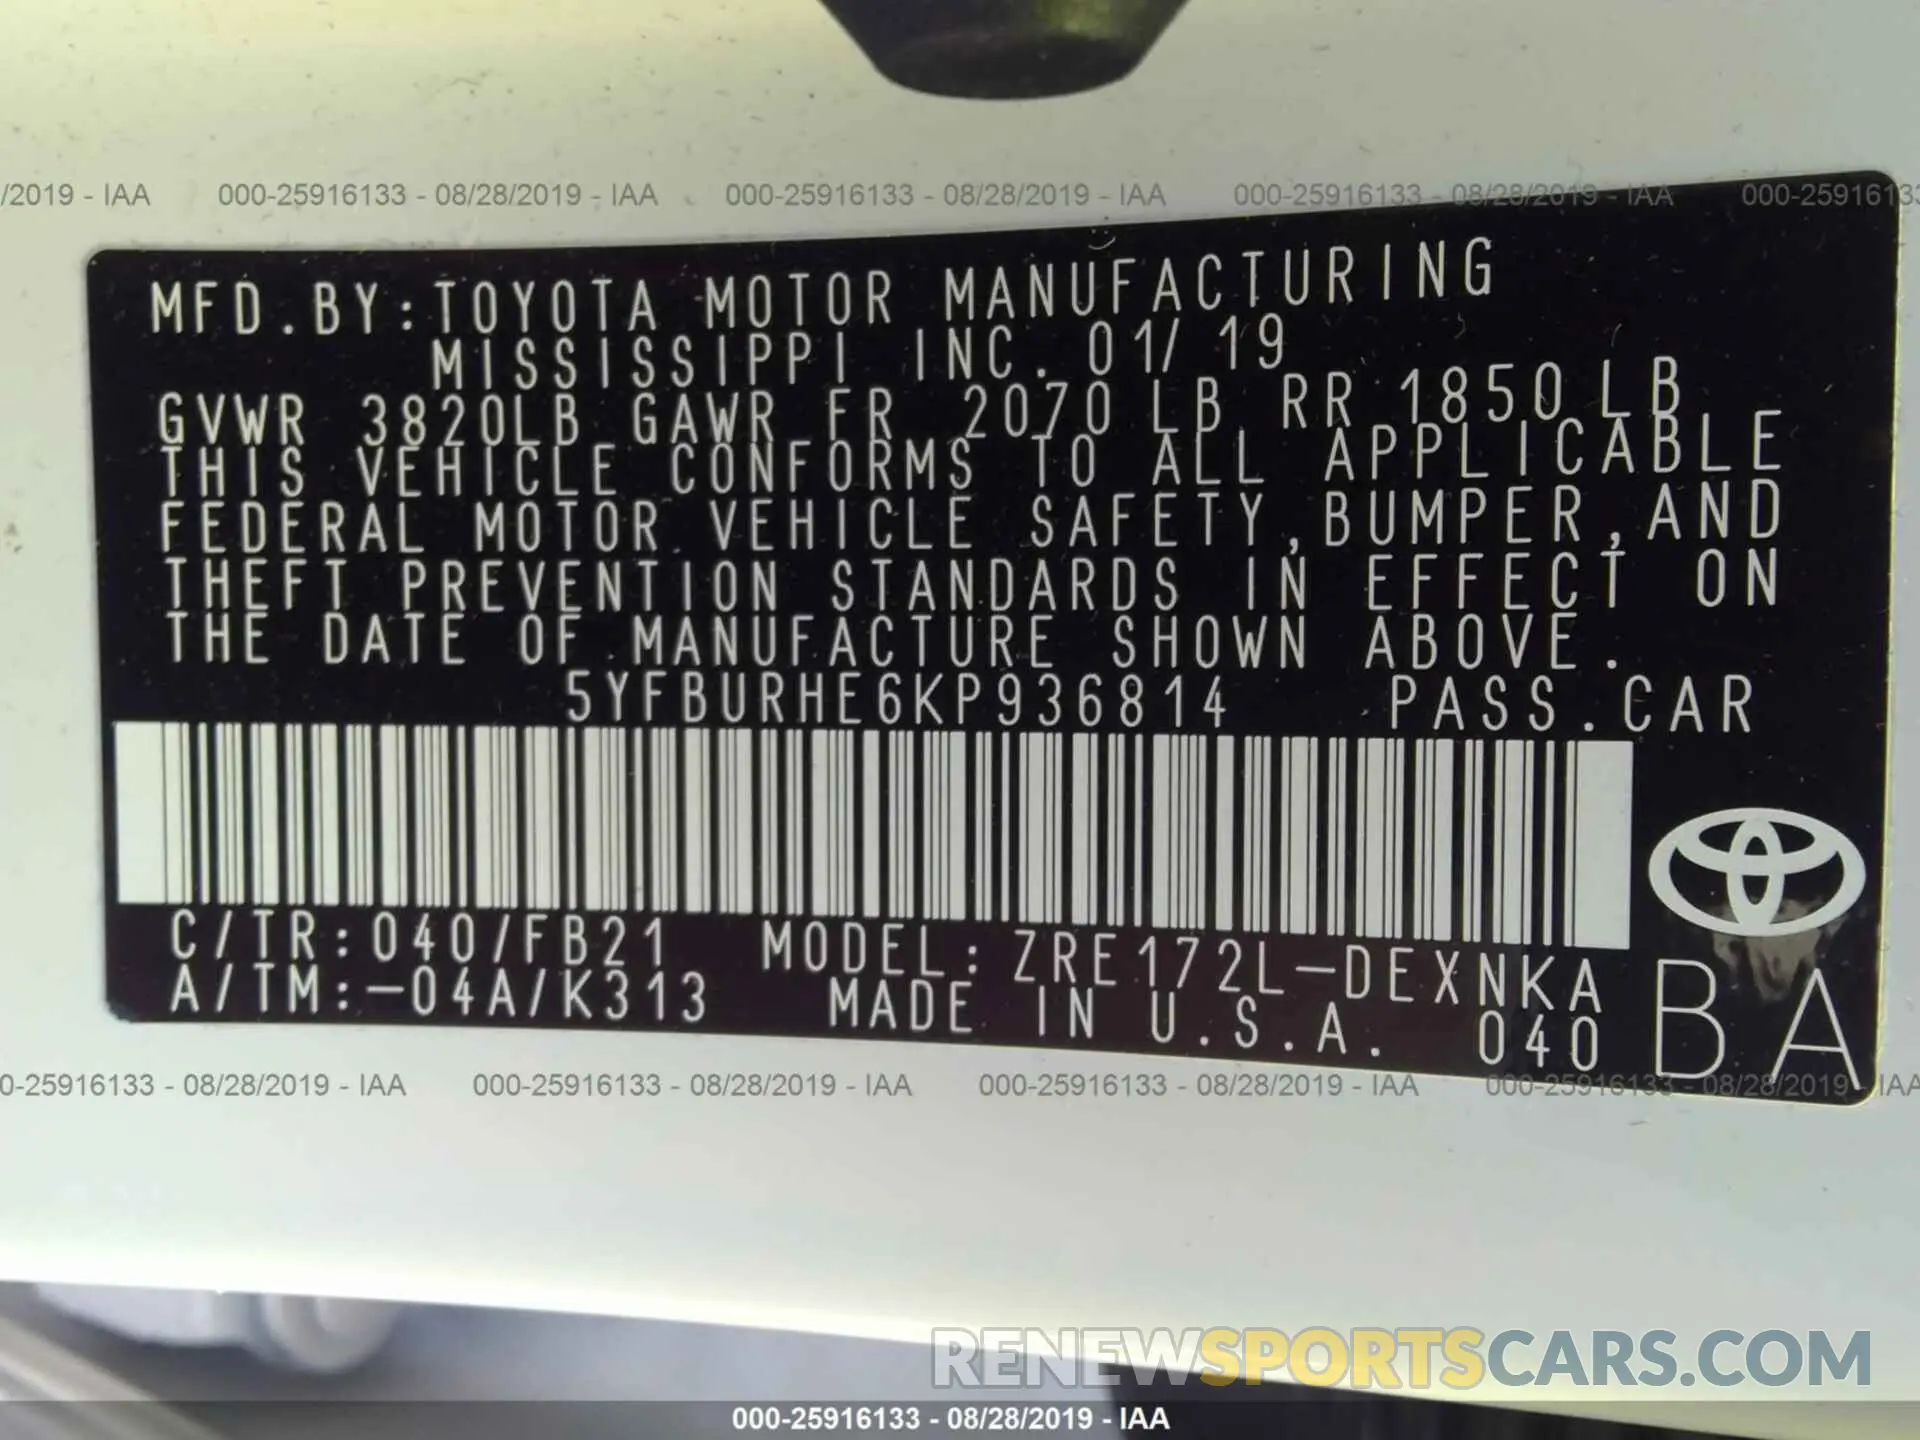 /2019 - IAA 000-25916133 - 08/28/2019 - IAA 000-25916133 - 08/28/2019 - IAA 000-25916133 - 08/28/2019 - IAA 000-25916133
MFD.BY:TOYOTA MOTOR MANUFACTURING
MISSISSIPPI INC. 01/19
GVWR 3820LB GAWR FR 2070 LB RR 1850 LB
THIS VEHICLE CONFORMS TO ALL APPLICABLE
FEDERAL MOTOR VEHICLE SAFETY,BUMPER,AND
THEFT PREVENTION STANDARDS IN EFFECT ON
THE DATE OF MANUFACTURE SHOWN ABOVE.
5YFBURHE6KP936814 PASS.CAR
C/TR:040/FB21 MODEL:ZRE172L-DEXNKA
A/TM:-04A/K313 MADE IN U.S.A. 040
BA
0-25916133 - 08/28/2019 - IAA 000-25916133 - 08/28/2019 - IAA 000-25916133 - 08/28/2019 - IAA 000-25916133 - 08/28/2019 - IAA
RENEWSPORTSCARS.COM
000-25916133 - 08/28/2019 - IAA